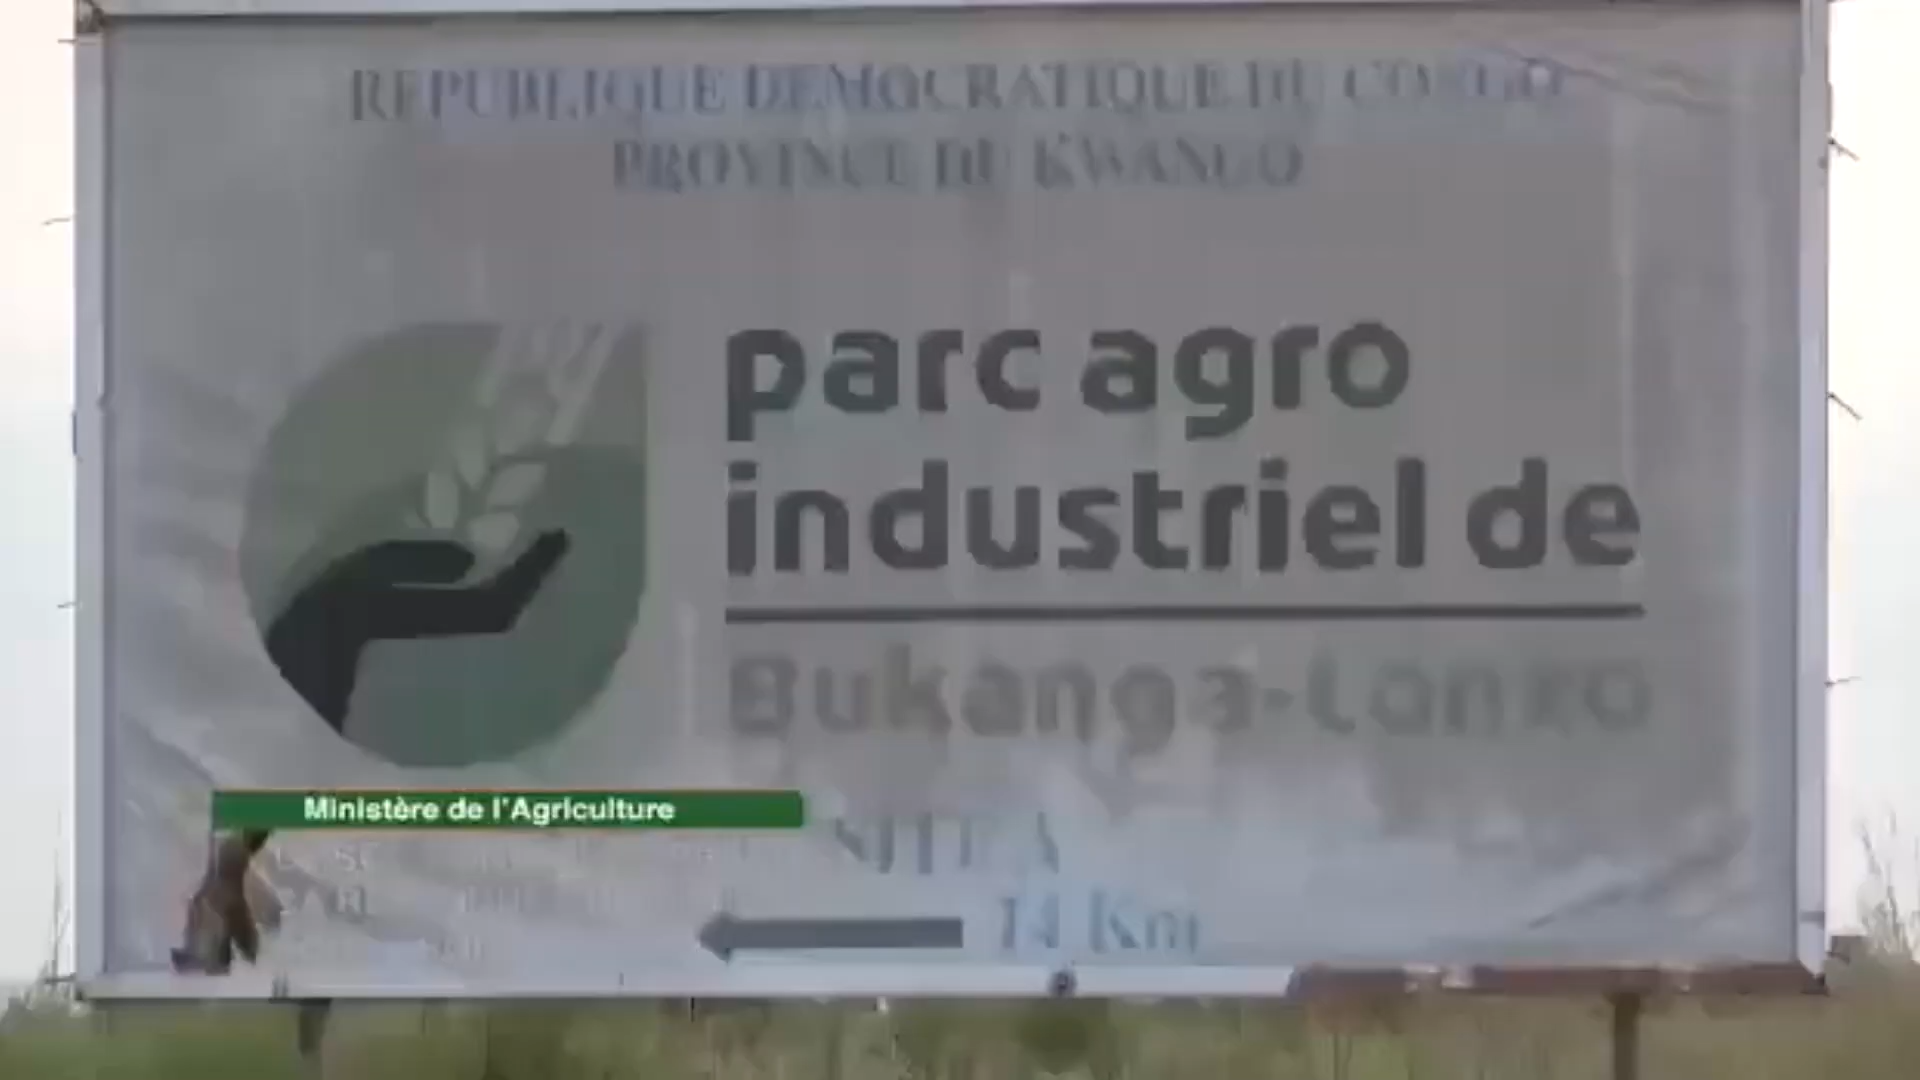 REPUBLIQUE DEMOCRATIQUE DU CONGO
PROVINCE DU KWANGO
parc agro
industriel de
Bukanga-Lonzo
Ministère de l'Agriculture
SITE A
14 Km